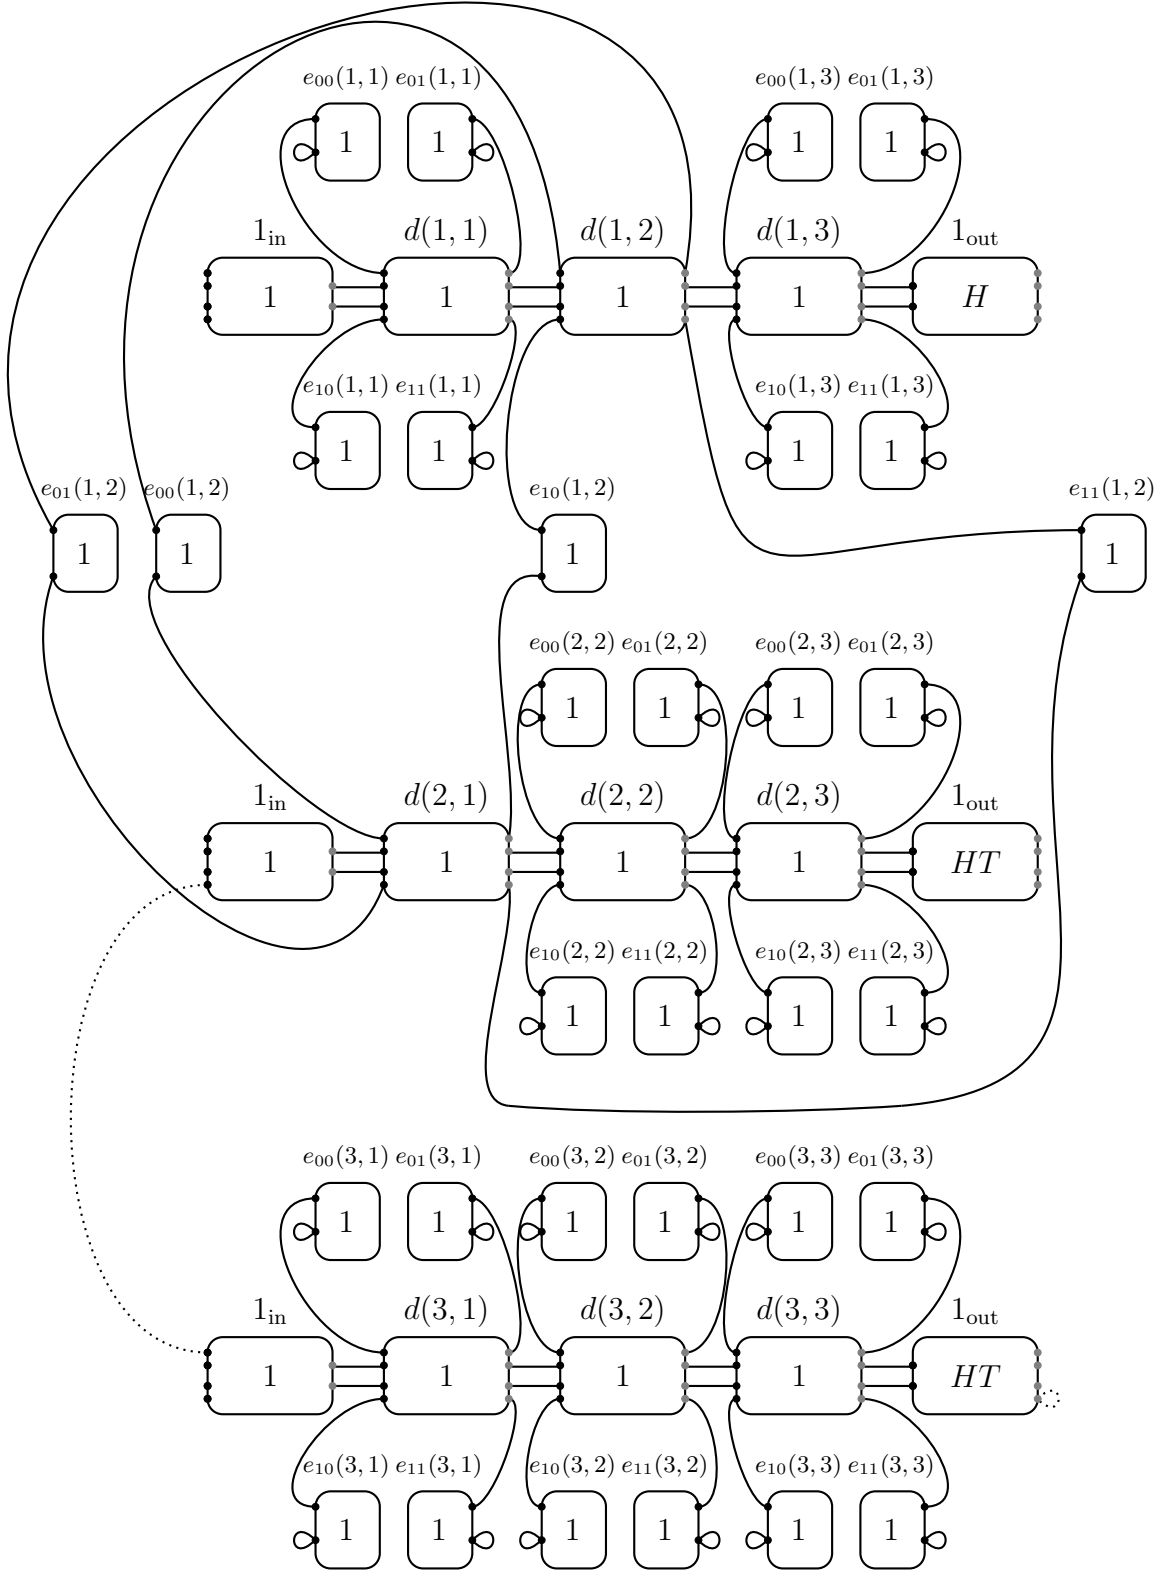 e₀₀(1, 1) e₀₁(1, 1) e₀₀(1, 3) e₀₁(1, 3)
1 1 1 1
1ᵢₙ d(1, 1) d(1, 2) d(1, 3) 1ₒᵤₜ
1 1 1 1 H
e₁₀(1, 1) e₁₁(1, 1) e₁₀(1, 3) e₁₁(1, 3)
1 1 1 1
e₀₁(1, 2) e₀₀(1, 2) e₁₀(1, 2) e₁₁(1, 2)
1 1 1 1
e₀₀(2, 2) e₀₁(2, 2) e₀₀(2, 3) e₀₁(2, 3)
1 1 1 1
1ᵢₙ d(2, 1) d(2, 2) d(2, 3) 1ₒᵤₜ
1 1 1 1 HT
e₁₀(2, 2) e₁₁(2, 2) e₁₀(2, 3) e₁₁(2, 3)
1 1 1 1
e₀₀(3, 1) e₀₁(3, 1) e₀₀(3, 2) e₀₁(3, 2) e₀₀(3, 3) e₀₁(3, 3)
1 1 1 1 1 1
1ᵢₙ d(3, 1) d(3, 2) d(3, 3) 1ₒᵤₜ
1 1 1 1 HT
e₁₀(3, 1) e₁₁(3, 1) e₁₀(3, 2) e₁₁(3, 2) e₁₀(3, 3) e₁₁(3, 3)
1 1 1 1 1 1